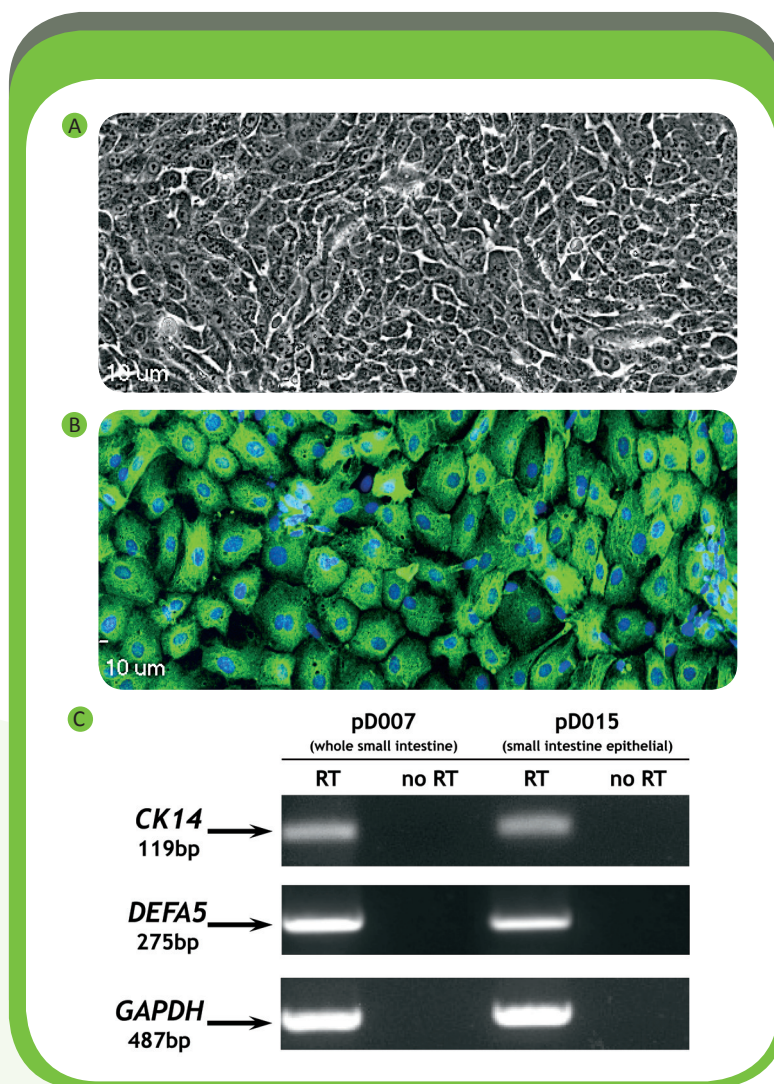 A
10 um
B
10 um
C
pD007 pD015
(whole small intestine) (small intestine epithelial)
RT no RT RT no RT
CK14
119bp
DEFA5
275bp
GAPDH
487bp